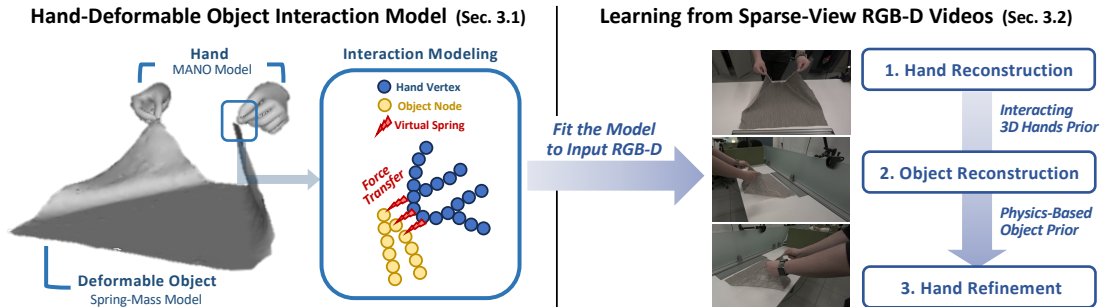 Hand-Deformable Object Interaction Model (Sec. 3.1)
Hand
MANO Model
Deformable Object
Spring-Mass Model
Interaction Modeling
Hand Vertex
Object Node
Virtual Spring
Force
Transfer
Fit the Model
to Input RGB-D
Learning from Sparse-View RGB-D Videos (Sec. 3.2)
1. Hand Reconstruction
Interacting
3D Hands Prior
2. Object Reconstruction
Physics-Based
Object Prior
3. Hand Refinement